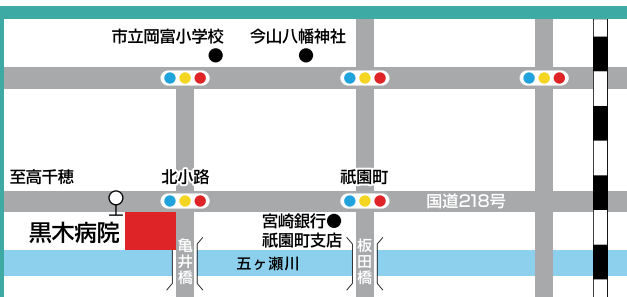 市立岡富小学校
今山八幡神社
至高千穂
北小路
祇園町
国道218号
黒木病院
宮崎銀行
祇園町支店
亀井橋
板田橋
五ヶ瀬川